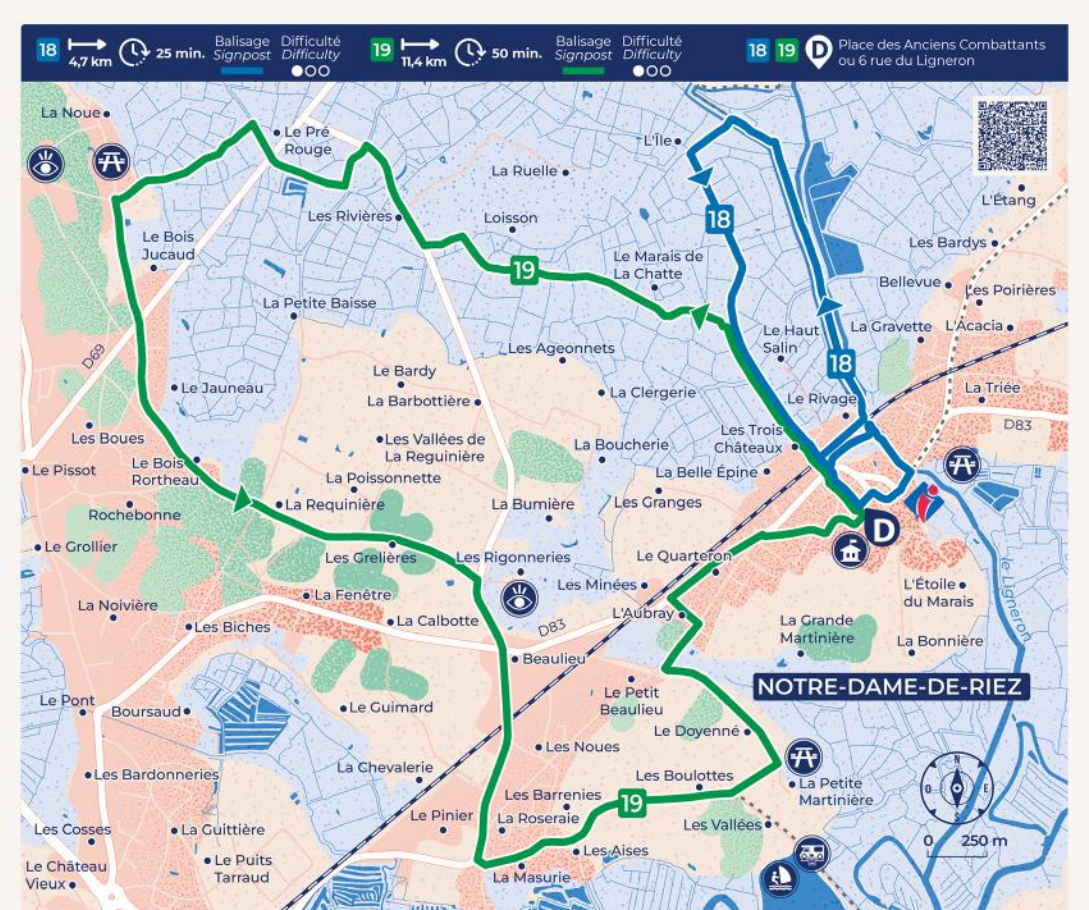 18
4,7 km
25 min.
Balisage
Signpost
Difficulté
Difficulty
19
11,4 km
50 min.
Balisage
Signpost
Difficulté
Difficulty
18 19 D
Place des Anciens Combattants
ou 6 rue du Ligneron
La Noue
Le Pré
Rouge
L'Île
La Ruelle
L'Étang
Les Rivières
Loisson
18
Le Bois
Jucaud
Les Bardys
19
Le Marais de
La Chatte
Bellevue
Les Poirières
La Petite Baisse
Le Haut
Salin
La Gravette
L'Acacia
D69
Les Ageonnets
18
Le Jauneau
Le Bardy
La Barbottière
La Clergerie
Le Rivage
La Triée
D83
Les Boues
Les Vallées de
La Reguinière
La Boucherie
Les Trois
Châteaux
Le Pissot
Le Bois
Rortheau
La Poissonnette
La Belle Épine
Rochebonne
La Requinière
La Bumière
Les Granges
D
Le Grollier
Les Grelières
Les Rigonneries
Le Quarteron
Les Minées
L'Étoile
du Marais
le Ligneron
La Noivière
La Fenêtre
L'Aubray
La Grande
Martinière
Les Biches
La Calbotte
D83
La Bonnière
Beaulieu
NOTRE-DAME-DE-RIEZ
Le Pont
Boursaud
Le Guimard
Le Petit
Beaulieu
Le Doyenné
Les Noues
Les Bardonneries
La Chevalerie
Les Boulottes
La Petite
Martinière
N
O
E
S
Les Barrenies
19
Les Cosses
La Guittière
Le Pinier
La Roseraie
Les Vallées
0 250 m
Le Château
Vieux
Le Puits
Tarraud
Les Aises
La Masurie